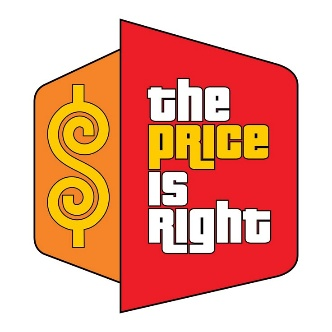 $
the
PRICE
IS
RIGht